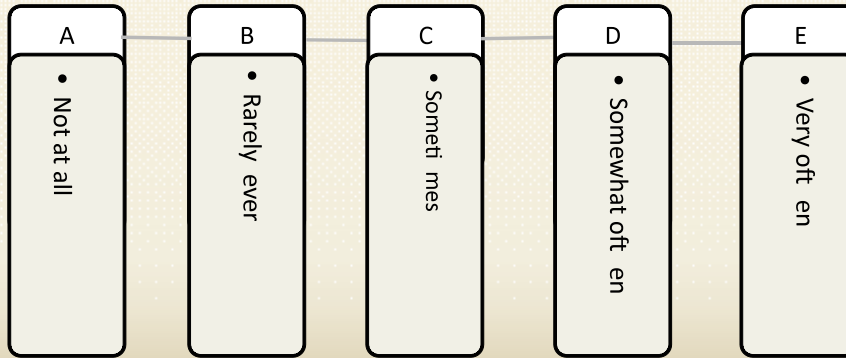 A
• Not at all
B
• Rarely ever
C
• Someti mes
D
• Somewhat oft en
E
• Very oft en